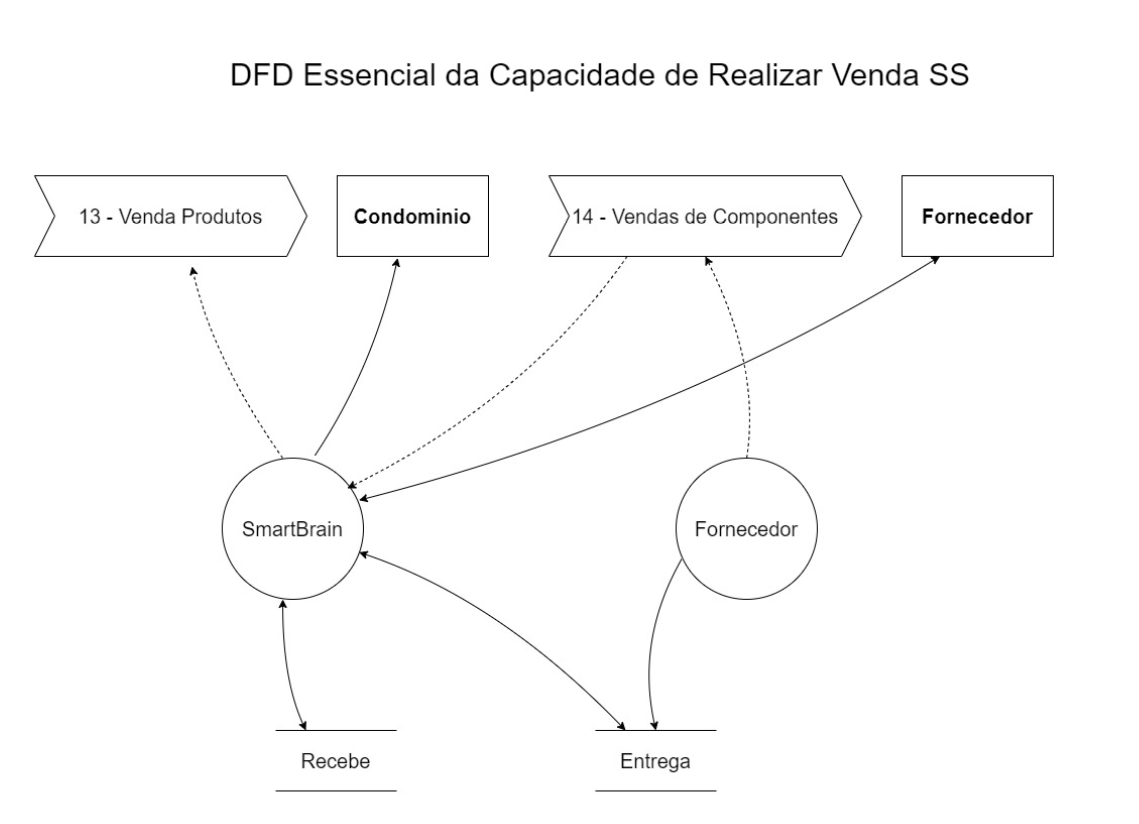 DFD Essencial da Capacidade de Realizar Venda SS
13 - Venda Produtos
Condominio
14 - Vendas de Componentes
Fornecedor
SmartBrain
Fornecedor
Recebe
Entrega